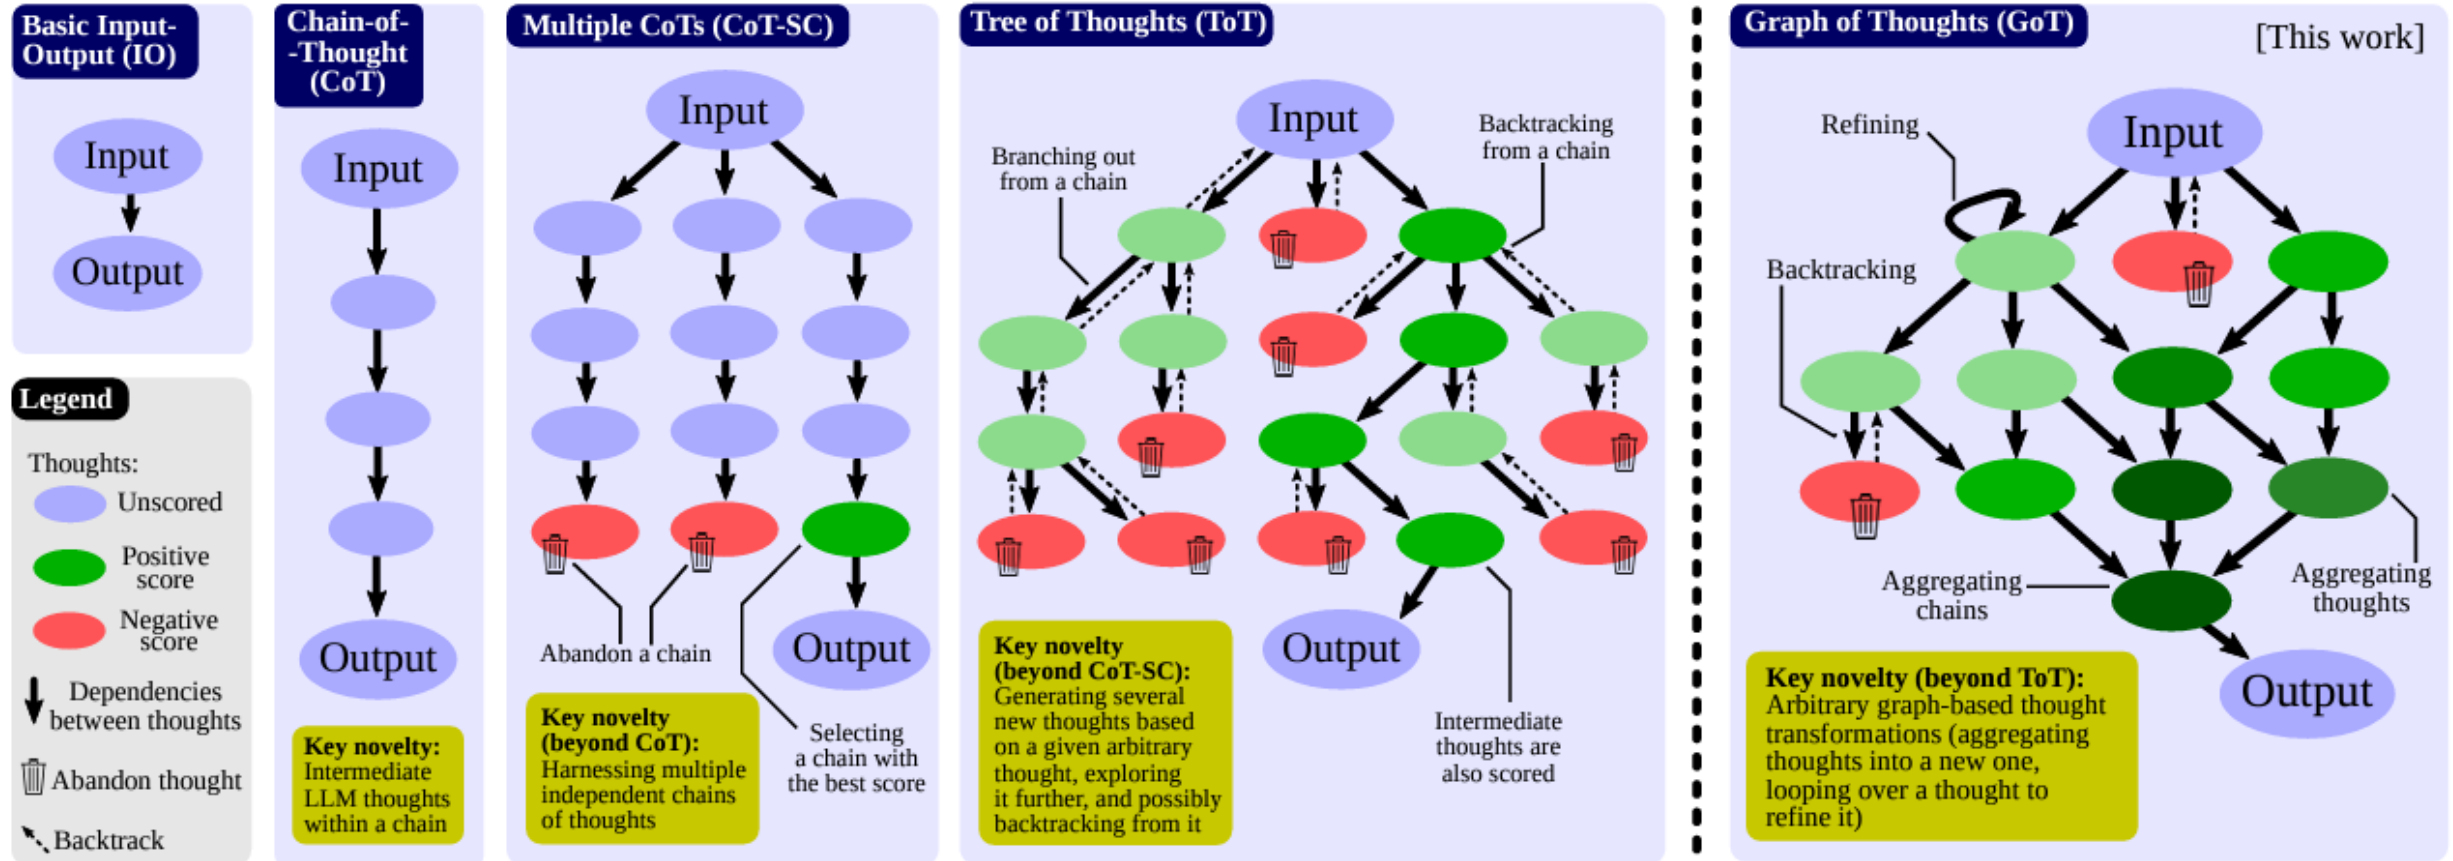 Basic Input-
Output (IO)
Input
Output
Legend
Thoughts:
Unscored
Positive
score
Negative
score
Dependencies
between thoughts
Abandon thought
Backtrack
Chain-of-
-Thought
(CoT)
Input
Output
Key novelty:
Intermediate
LLM thoughts
within a chain
Multiple CoTs (CoT-SC)
Input
Abandon a chain
Output
Selecting
a chain with
the best score
Key novelty
(beyond CoT):
Harnessing multiple
independent chains
of thoughts
Tree of Thoughts (ToT)
Input
Branching out
from a chain
Backtracking
from a chain
Output
Intermediate
thoughts are
also scored
Key novelty
(beyond CoT-SC):
Generating several
new thoughts based
on a given arbitrary
thought, exploring
it further, and possibly
backtracking from it
Graph of Thoughts (GoT)
[This work]
Input
Refining
Backtracking
Aggregating
chains
Aggregating
thoughts
Output
Key novelty (beyond ToT):
Arbitrary graph-based thought
transformations (aggregating
thoughts into a new one,
looping over a thought to
refine it)